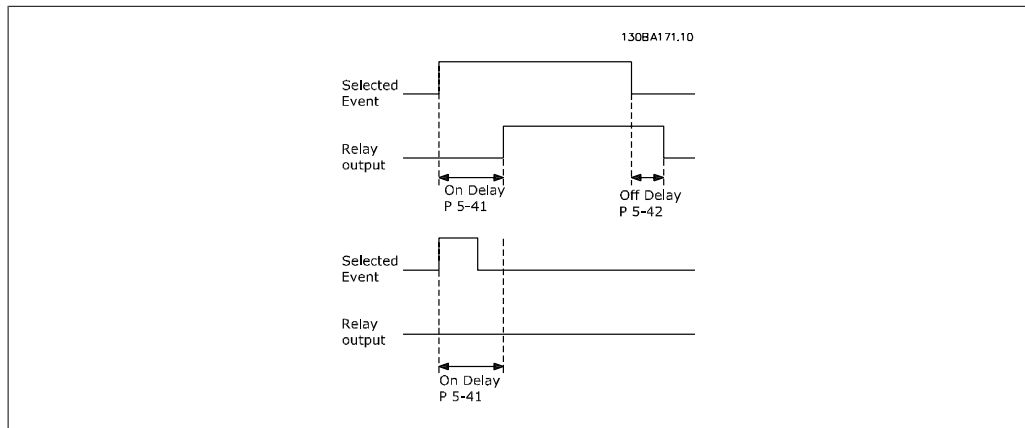 130BA171.10
Selected
Event
Relay
output
On Delay
P 5-41
Off Delay
P 5-42
Selected
Event
Relay
output
On Delay
P 5-41